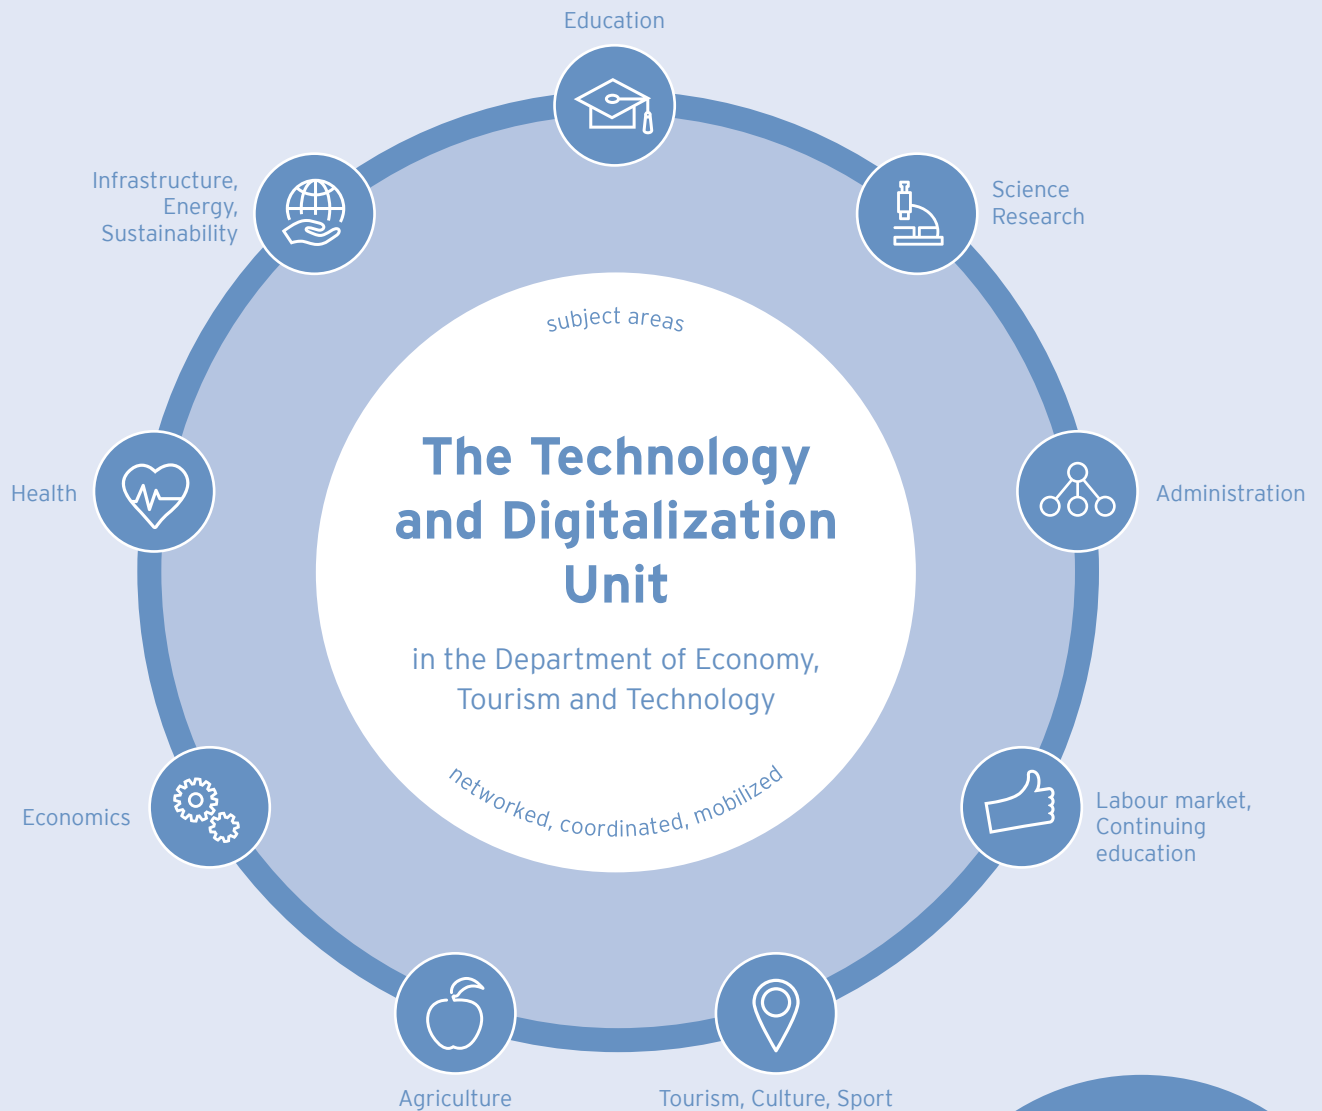 Education
Infrastructure,
Energy,
Sustainability
Science
Research
subject areas
The Technology
and Digitalization
Unit
in the Department of Economy,
Tourism and Technology
networked, coordinated, mobilized
Health
Administration
Economics
Labour market,
Continuing
education
Agriculture
Tourism, Culture, Sport